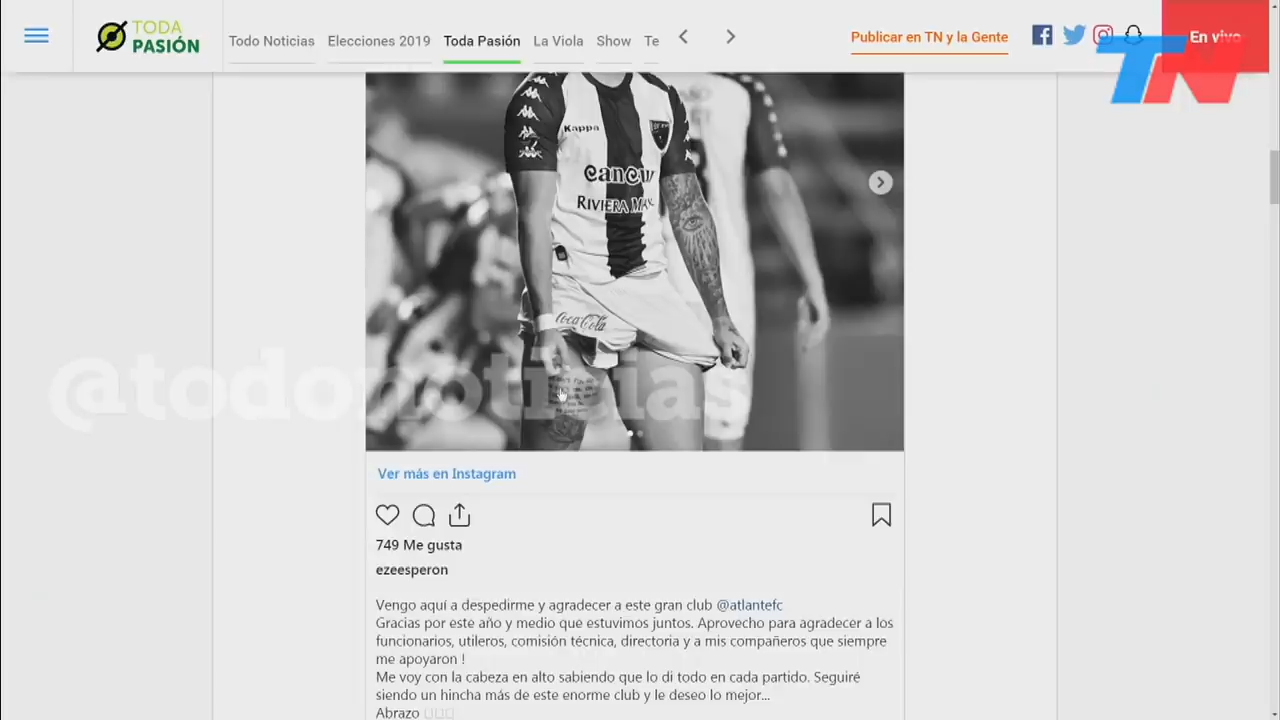 TODA
PASIÓN
Todo Noticias
Elecciones 2019
Toda Pasión
La Viola
Show
Te
Publicar en TN y la Gente
En vivo
TN
Kappa
cancun
RIVIERA MAY
Coca-Cola
@todonoticias
Ver más en Instagram
749 Me gusta
ezeesperon
Vengo aquí a despedirme y agradecer a este gran club @atlantefc
Gracias por este año y medio que estuvimos juntos. Aprovecho para agradecer a los
funcionarios, utileros, comisión técnica, directoria y a mis compañeros que siempre
me apoyaron !
Me voy con la cabeza en alto sabiendo que lo di todo en cada partido. Seguiré
siendo un hincha más de este enorme club y le deseo lo mejor...
Abrazo